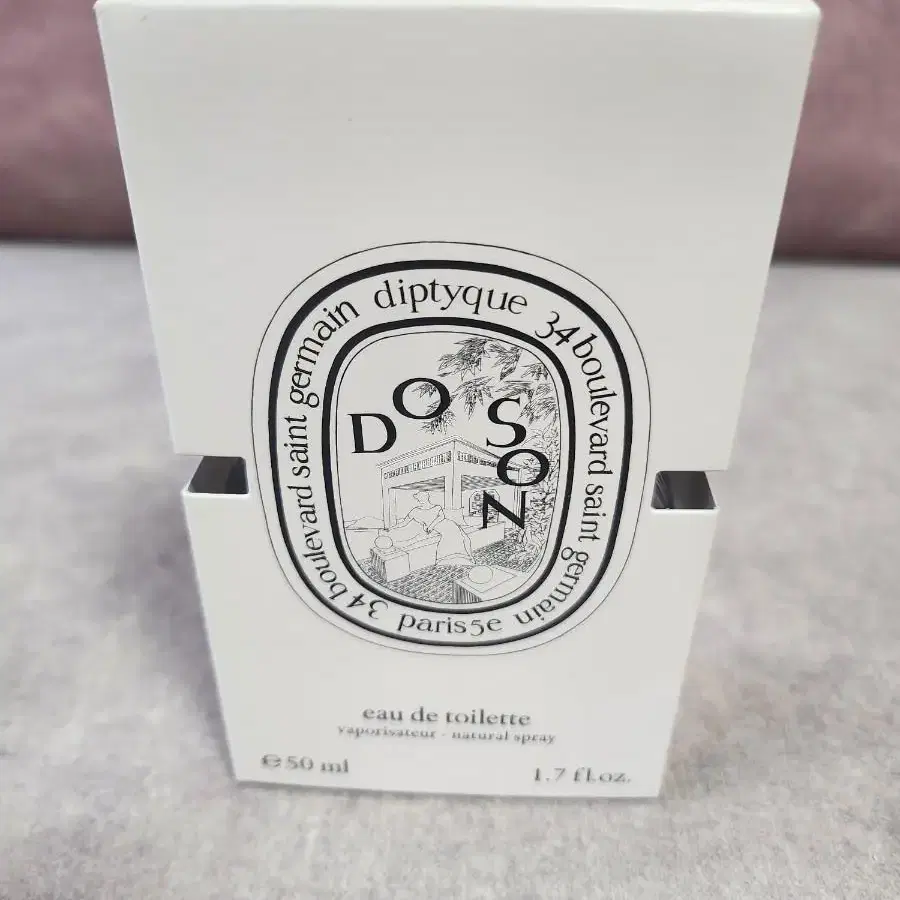 diptyque
34 boulevard saint germain
paris 5e
34 boulevard saint germain
DO SON
eau de toilette
vaporisateur - natural spray
℮ 50 ml
1.7 fl.oz.